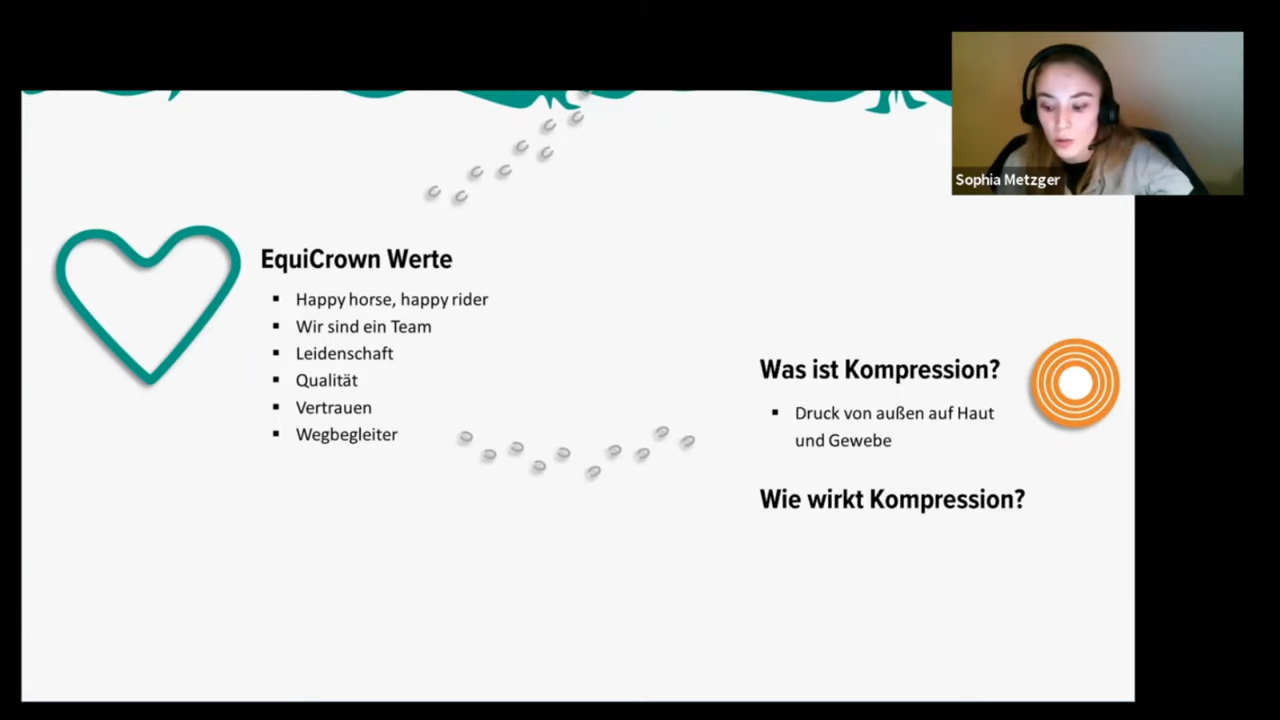 Sophia Metzger
EquiCrown Werte
Happy horse, happy rider
Wir sind ein Team
Leidenschaft
Qualität
Vertrauen
Wegbegleiter
Was ist Kompression?
Druck von außen auf Haut
und Gewebe
Wie wirkt Kompression?